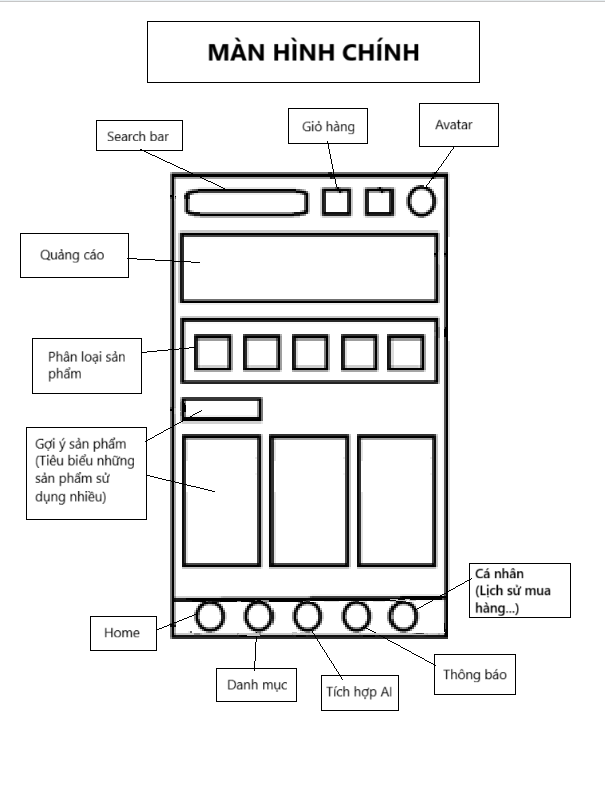 MÀN HÌNH CHÍNH
Search bar
Giỏ hàng
Avatar
Quảng cáo
Phân loại sản
phẩm
Gợi ý sản phẩm
(Tiêu biểu những
sản phẩm sử
dụng nhiều)
Cá nhân
(Lịch sử mua
hàng...)
Home
Danh mục
Tích hợp AI
Thông báo